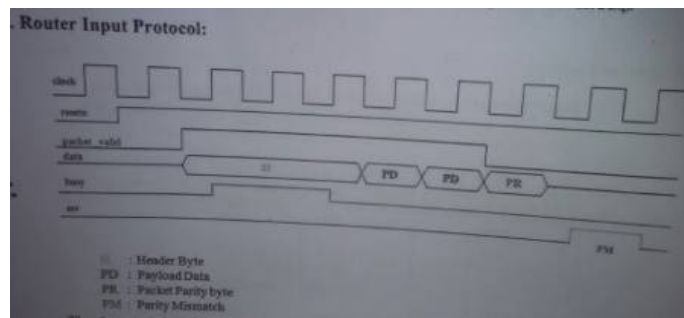 . Router Input Protocol:
clock
resetn
packet_valid
data
H
PD
PD
PR
busy
err
PM
H : Header Byte
PD : Payload Data
PR : Packet Parity byte
PM : Parity Mismatch